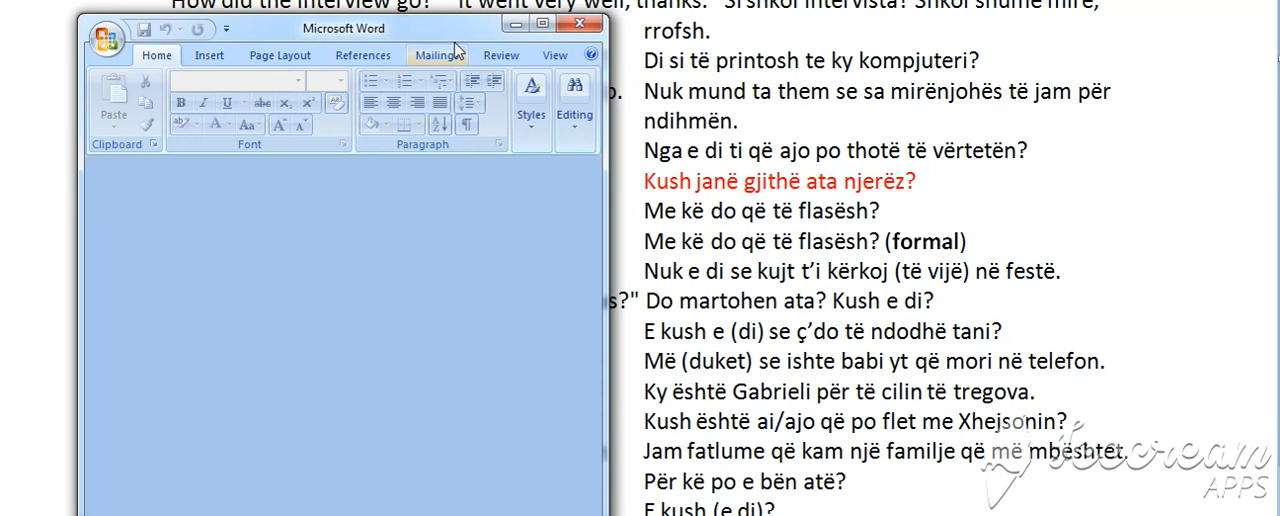 "How did the interview go?" "It went very well, thanks." Si shkoi intervista? Shkoi shumë mirë,
rrofsh.
Microsoft Word
Home Insert Page Layout References Mailings Review View
Di si të printosh te ky kompjuteri?
p. Nuk mund ta them se sa mirënjohës të jam për
ndihmën.
Paste
Styles
Editing
Clipboard Font Paragraph
Nga e di ti që ajo po thotë të vërtetën?
Kush janë gjithë ata njerëz?
Me kë do që të flasësh?
Me kë do që të flasësh? (formal)
Nuk e di se kujt t’i kërkoj (të vijë) në festë.
s?" Do martohen ata? Kush e di?
E kush e (di) se ç’do të ndodhë tani?
Më (duket) se ishte babi yt që mori në telefon.
Ky është Gabrieli për të cilin të tregova.
Kush është ai/ajo që po flet me Xhejsonin?
Jam fatlume që kam një familje që më mbështet.
Për kë po e bën atë?
E kush (e di)?
Icecream
APPS